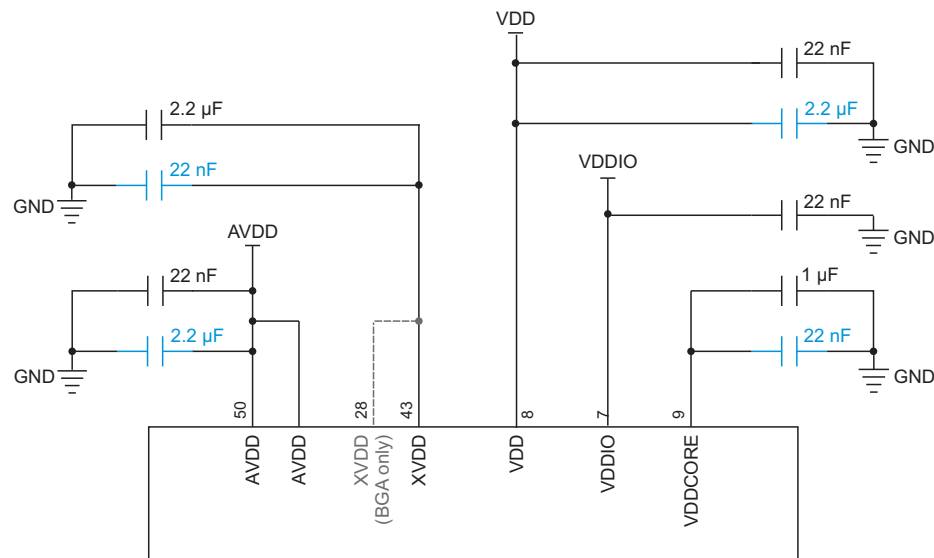 VDD
22 nF
2.2 µF
2.2 µF
GND
VDDIO
22 nF
GND
22 nF
AVDD
GND
22 nF
1 µF
2.2 µF
22 nF
GND
GND
50
28
43
8
7
9
AVDD
AVDD
XVDD
(BGA only)
XVDD
VDD
VDDIO
VDDCORE